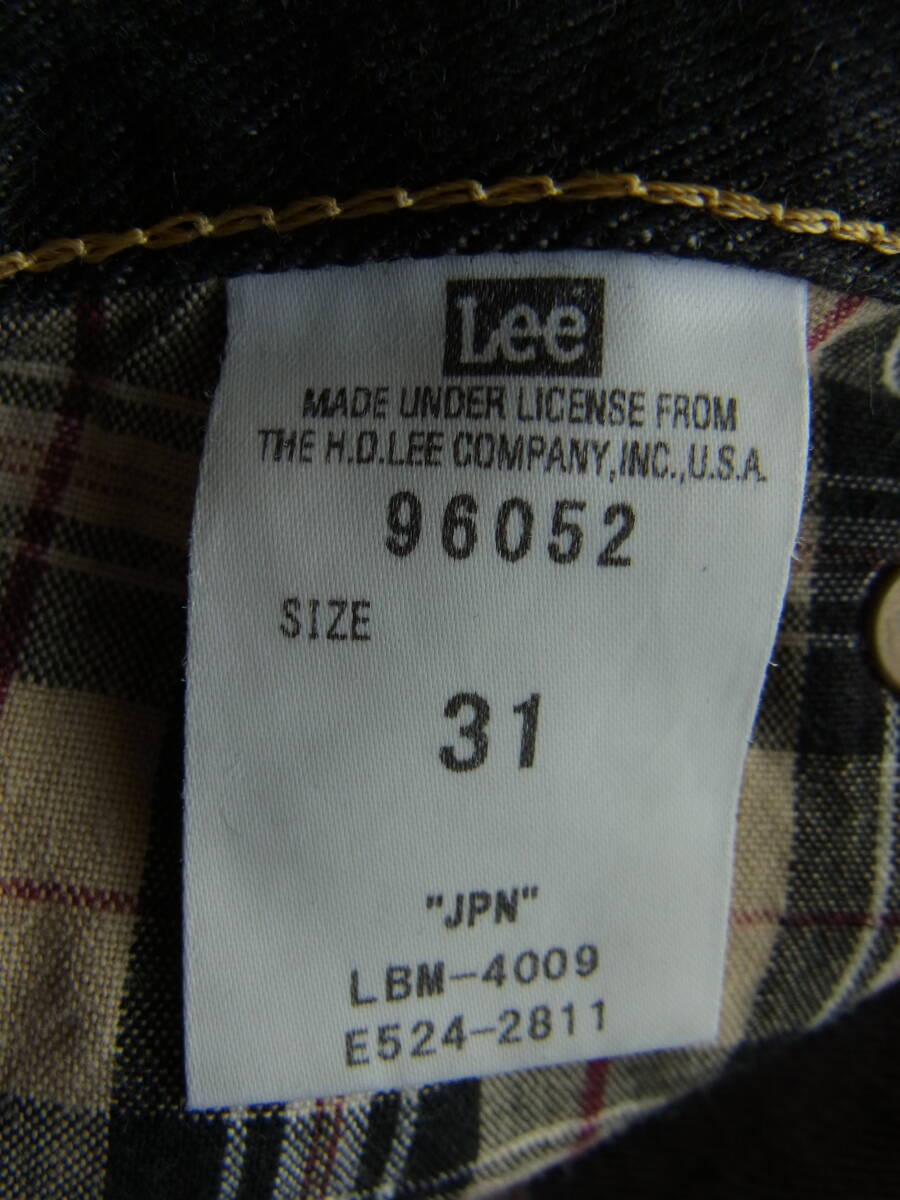 Lee
MADE UNDER LICENSE FROM
THE H.D.LEE COMPANY,INC.,U.S.A.
96052
SIZE
31
"JPN"
LBM-4009
E524-2811